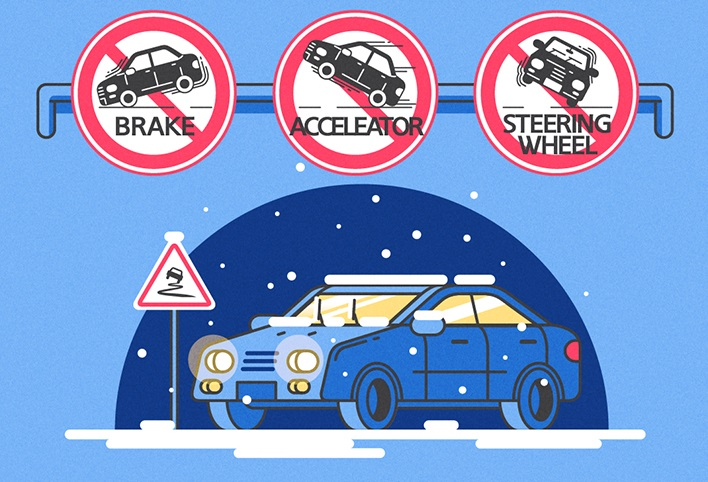 BRAKE
ACCELEATOR
STEERING
WHEEL